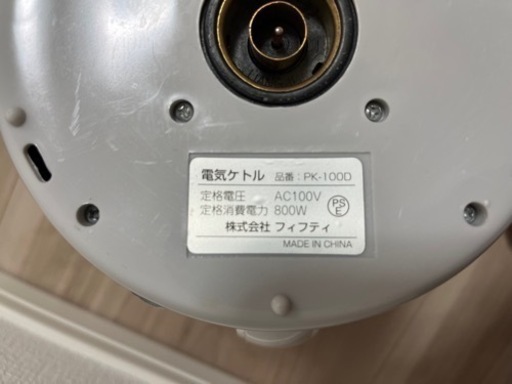 電気ケトル 品番：PK-100D
定格電圧 AC100V
定格消費電力 800W
PSE
株式会社 フィフティ
MADE IN CHINA